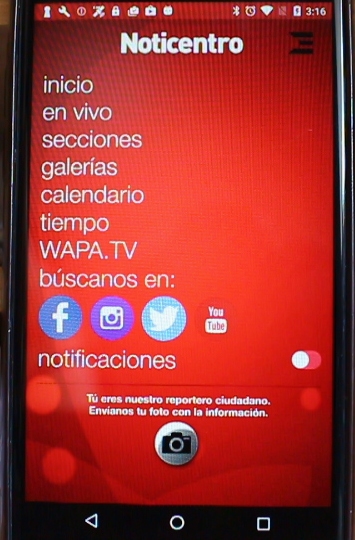 3:16
Noticentro
inicio
en vivo
secciones
galerías
calendario
tiempo
WAPA.TV
búscanos en:
You
Tube
notificaciones
Tú eres nuestro reportero ciudadano.
Envíanos tu foto con la información.